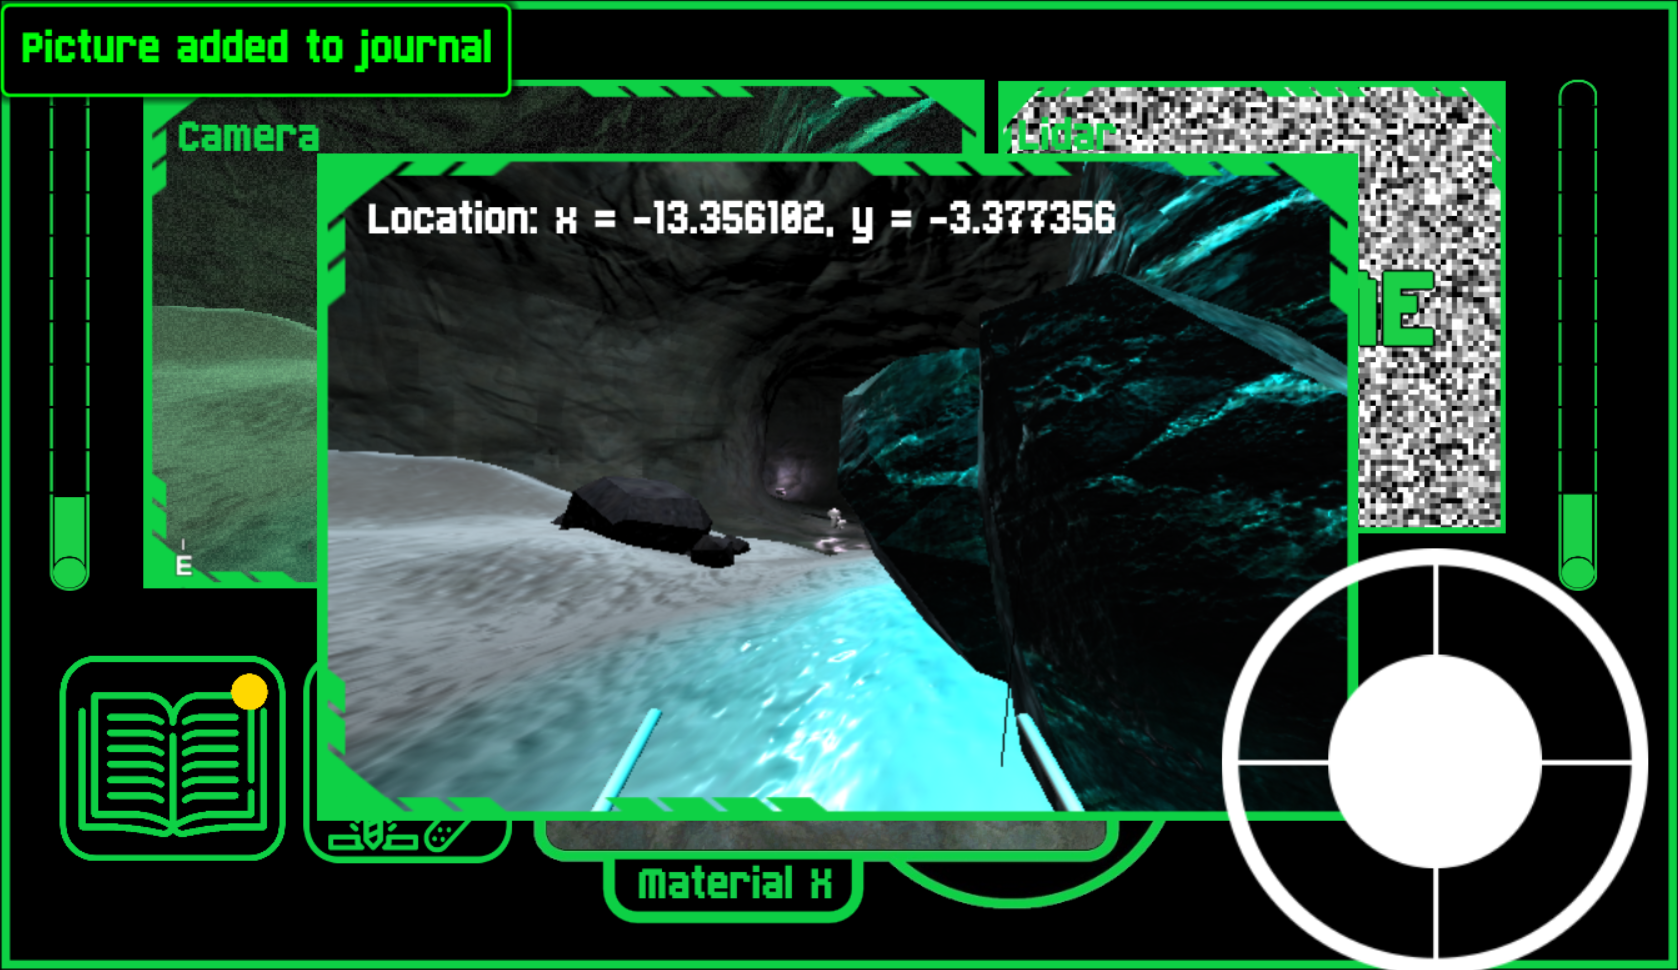 Picture added to journal
Camera
Lidar
Location: x = -13.356102, y = -3.377356
E
Material X